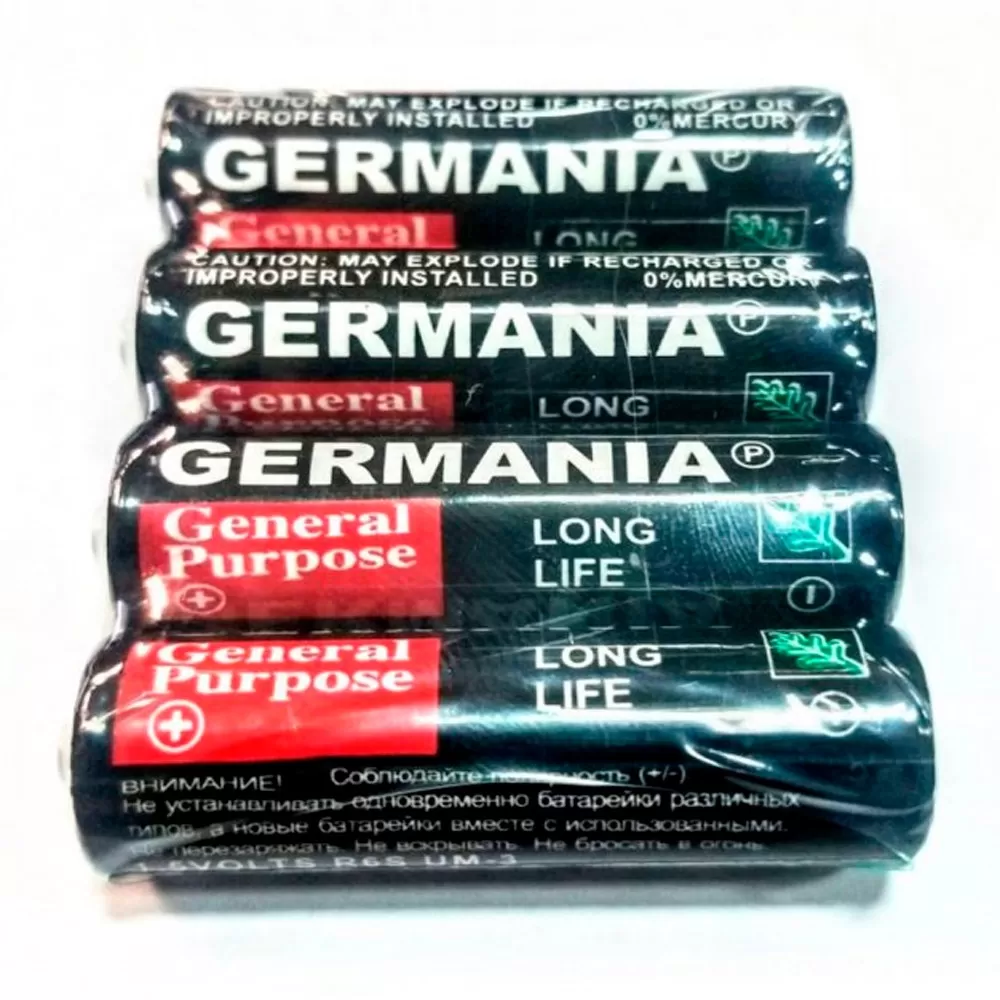 CAUTION: MAY EXPLODE IF RECHARGED OR
IMPROPERLY INSTALLED 0%MERCURY
GERMANIA Ⓟ
General LONG
CAUTION: MAY EXPLODE IF RECHARGED OR
IMPROPERLY INSTALLED 0%MERCURY
GERMANIA Ⓟ
General LONG
Purpose
GERMANIA Ⓟ
General
Purpose
LONG
LIFE
General
Purpose
LONG
LIFE
ВНИМАНИЕ! Соблюдайте полярность (+/-)
Не устанавливать одновременно батарейки различных
типов, а новые батарейки вместе с использованными.
Не перезаряжать. Не вскрывать. Не бросать в огонь.
1.5VOLTS R6S UM-3